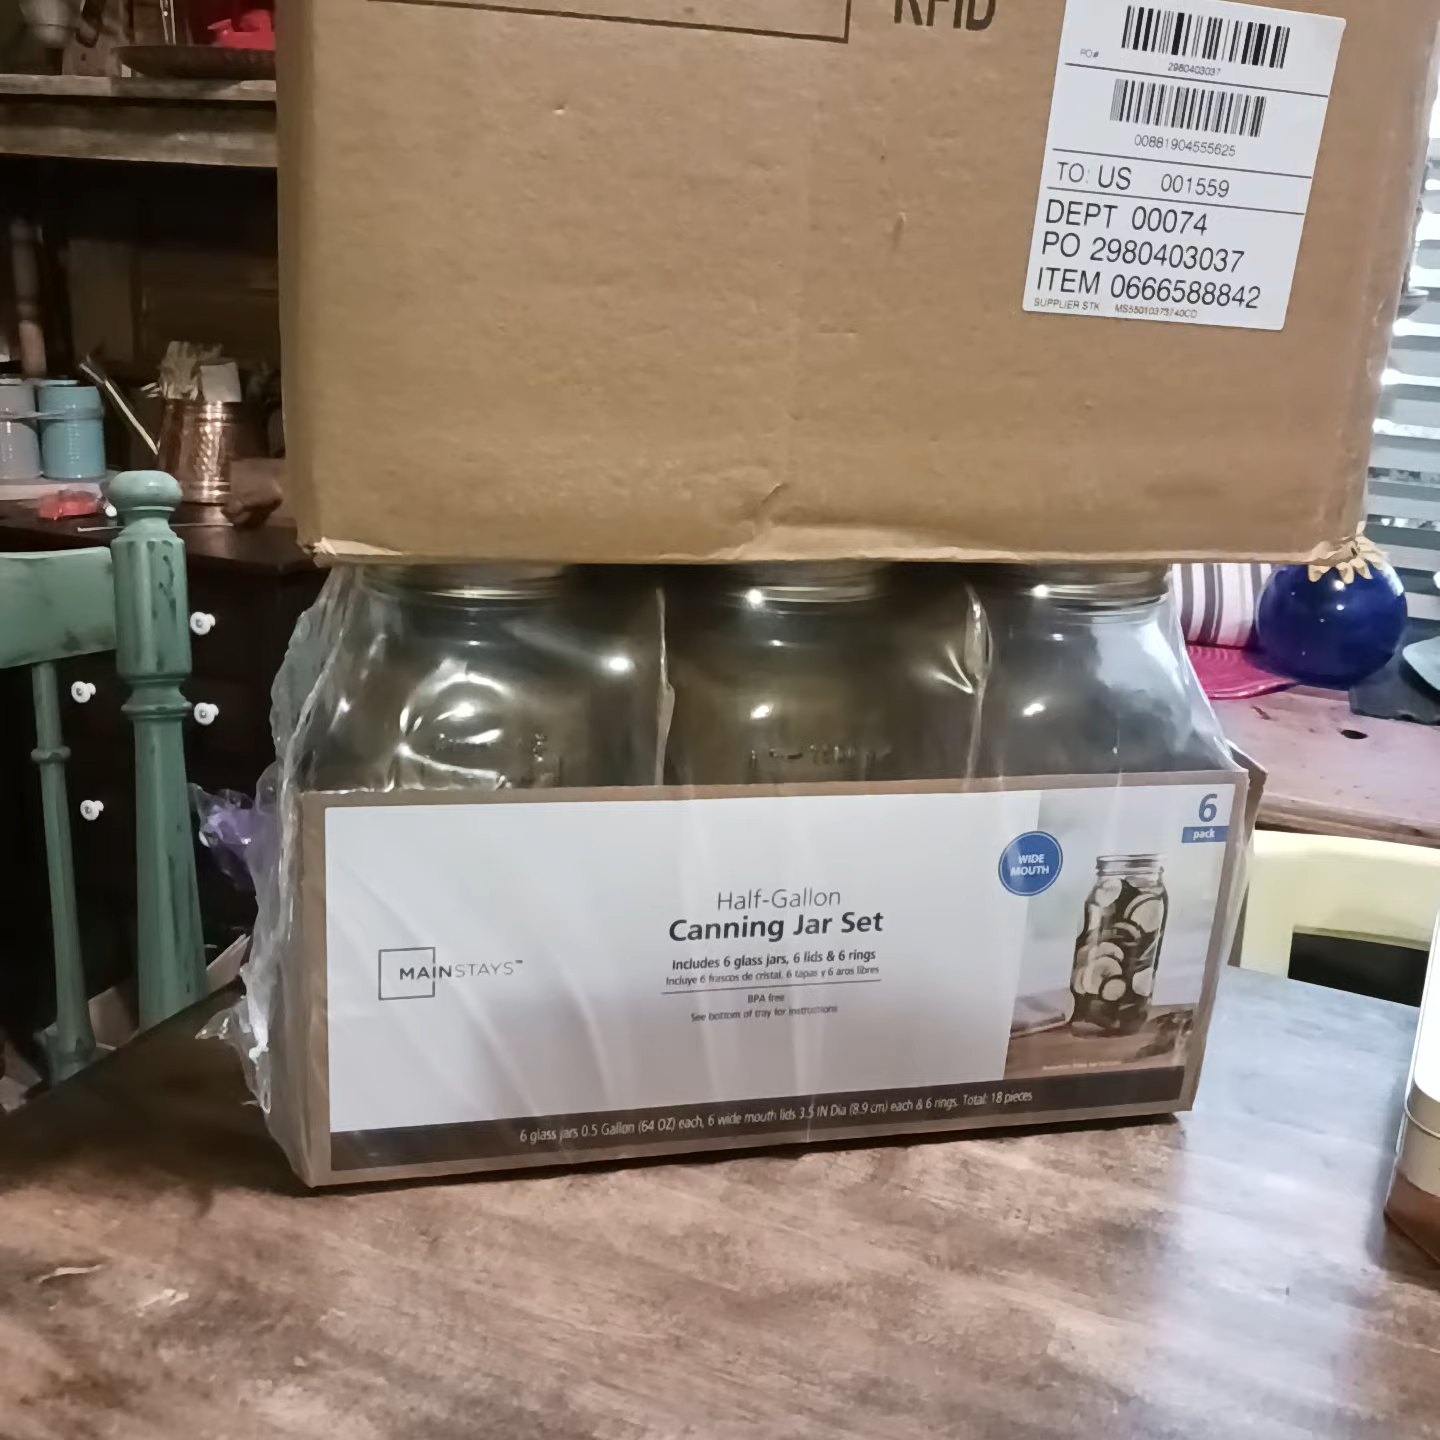 RFID
PO#
2980403037
00881904555625
TO: US 001559
DEPT 00074
PO 2980403037
ITEM 0666588842
SUPPLIER STK MS55010373740CD
6
pack
WIDE
MOUTH
Half-Gallon
Canning Jar Set
Includes 6 glass jars, 6 lids & 6 rings
Incluye 6 frascos de cristal, 6 tapas y 6 aros libres
BPA free
See bottom of tray for instructions
MAINSTAYS™
6 glass jars 0.5 Gallon (64 OZ) each, 6 wide mouth lids 3.5 IN Dia (8.9 cm) each & 6 rings. Total: 18 pieces